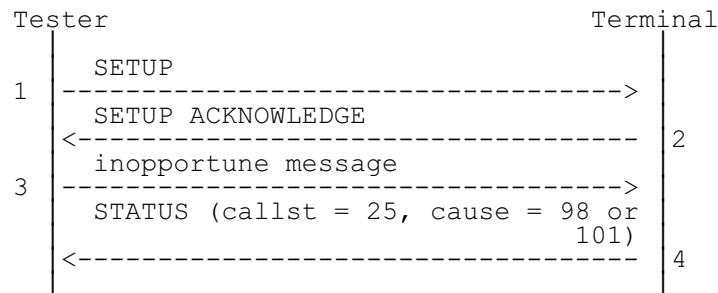 Tester Terminal
SETUP
1
SETUP ACKNOWLEDGE
2
inopportune message
3
STATUS (callst = 25, cause = 98 or
101)
4